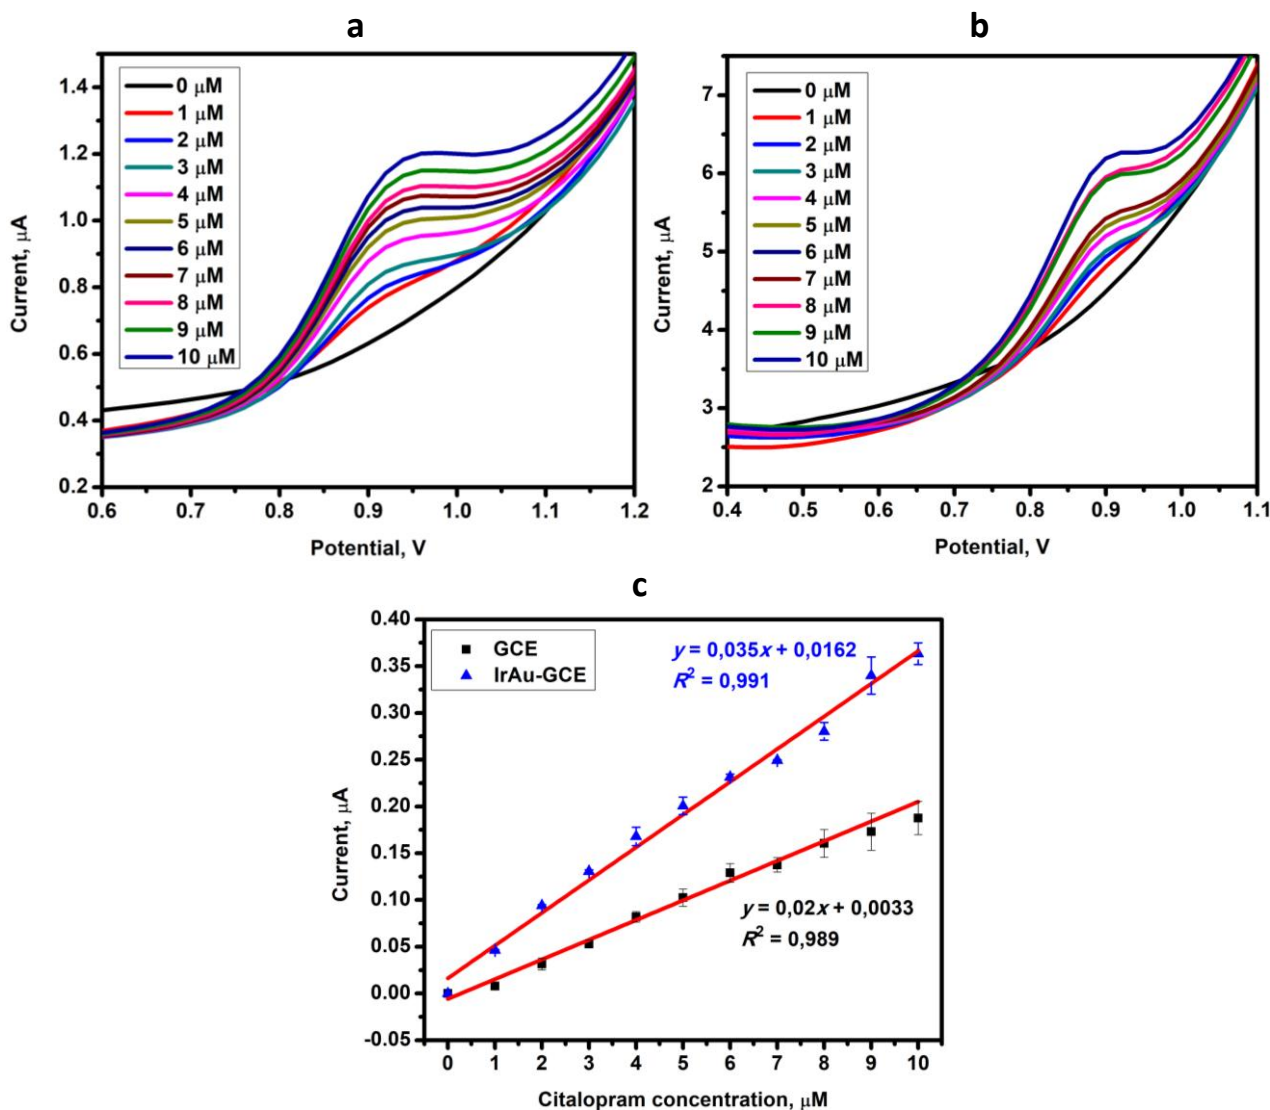 a
1.4
1.2
1.0
0.8
0.6
0.4
0.2
Current, μA
0 μM
1 μM
2 μM
3 μM
4 μM
5 μM
6 μM
7 μM
8 μM
9 μM
10 μM
0.6 0.7 0.8 0.9 1.0 1.1 1.2
Potential, V
b
7
6
5
4
3
2
Current, μA
0 μM
1 μM
2 μM
3 μM
4 μM
5 μM
6 μM
7 μM
8 μM
9 μM
10 μM
0.4 0.5 0.6 0.7 0.8 0.9 1.0 1.1
Potential, V
c
0.40
0.35
0.30
0.25
0.20
0.15
0.10
0.05
0.00
-0.05
Current, μA
GCE
IrAu-GCE
y = 0,035x + 0,0162
R² = 0,991
y = 0,02x + 0,0033
R² = 0,989
0 1 2 3 4 5 6 7 8 9 10
Citalopram concentration, μM